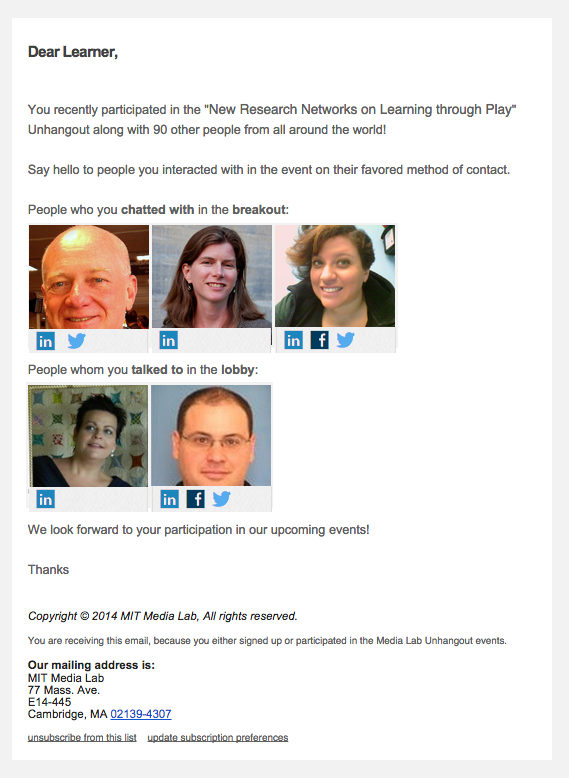 Dear Learner,
You recently participated in the "New Research Networks on Learning through Play"
Unhangout along with 90 other people from all around the world!
Say hello to people you interacted with in the event on their favored method of contact.
People who you chatted with in the breakout:
in
in
in f
People whom you talked to in the lobby:
in
in f
We look forward to your participation in our upcoming events!
Thanks
Copyright © 2014 MIT Media Lab, All rights reserved.
You are receiving this email, because you either signed up or participated in the Media Lab Unhangout events.
Our mailing address is:
MIT Media Lab
77 Mass. Ave.
E14-445
Cambridge, MA 02139-4307
unsubscribe from this list update subscription preferences